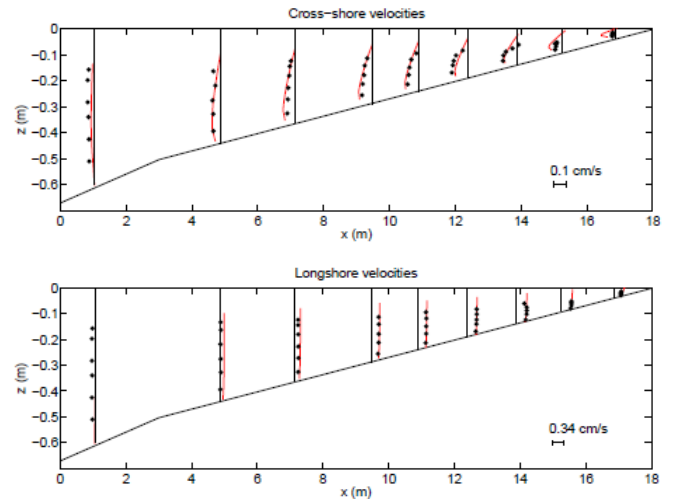 Cross-shore velocities
0
-0.1
-0.2
-0.3
-0.4
-0.5
-0.6
z (m)
0.1 cm/s
0 2 4 6 8 10 12 14 16 18
x (m)
Longshore velocities
0
-0.1
-0.2
-0.3
-0.4
-0.5
-0.6
z (m)
0.34 cm/s
0 2 4 6 8 10 12 14 16 18
x (m)